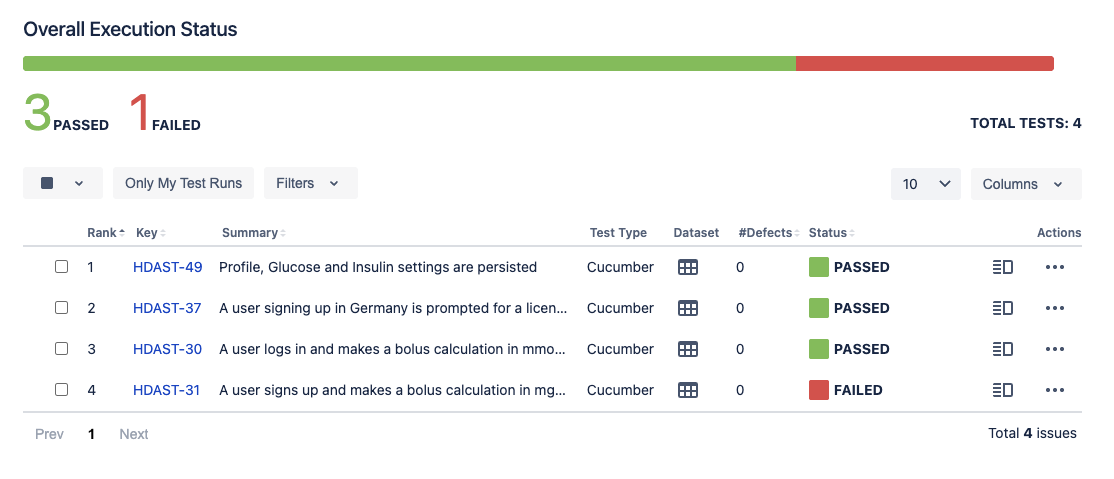 Overall Execution Status
3 PASSED 1 FAILED TOTAL TESTS: 4
Only My Test Runs Filters 10 Columns
Rank Key Summary Test Type Dataset #Defects Status Actions
1 HDAST-49 Profile, Glucose and Insulin settings are persisted Cucumber 0 PASSED
2 HDAST-37 A user signing up in Germany is prompted for a licen... Cucumber 0 PASSED
3 HDAST-30 A user logs in and makes a bolus calculation in mmo... Cucumber 0 PASSED
4 HDAST-31 A user signs up and makes a bolus calculation in mg... Cucumber 0 FAILED
Prev 1 Next Total 4 issues